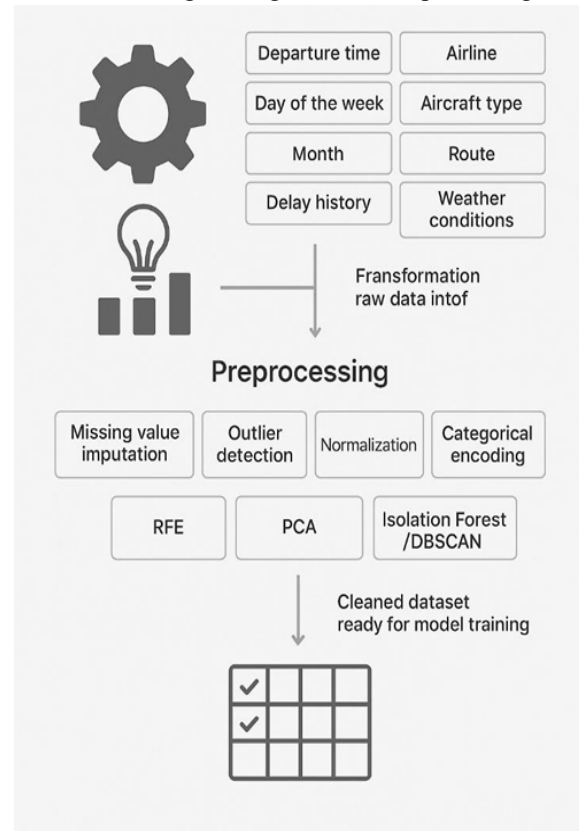 Departure time
Airline
Day of the week
Aircraft type
Month
Route
Delay history
Weather
conditions
Fransformation
raw data intof
Preprocessing
Missing value
imputation
Outlier
detection
Normalization
Categorical
encoding
RFE
PCA
Isolation Forest
/DBSCAN
Cleaned dataset
ready for model training